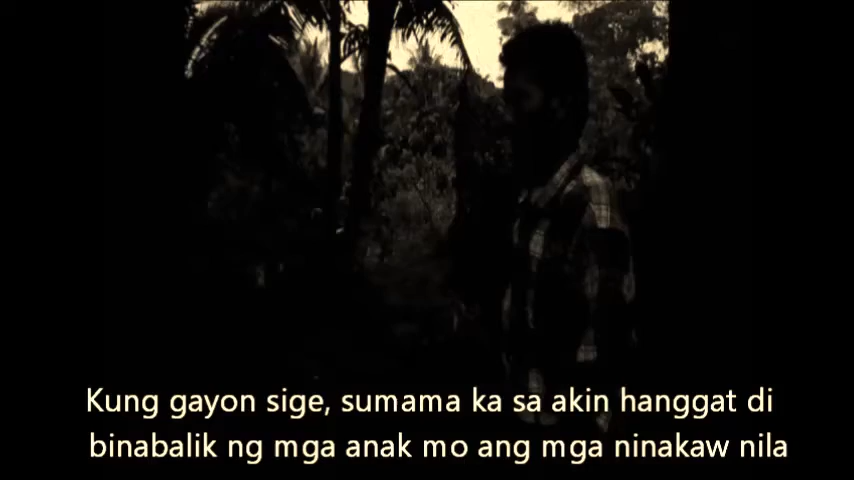 Kung gayon sige, sumama ka sa akin hanggat di
binabalik ng mga anak mo ang mga ninakaw nila